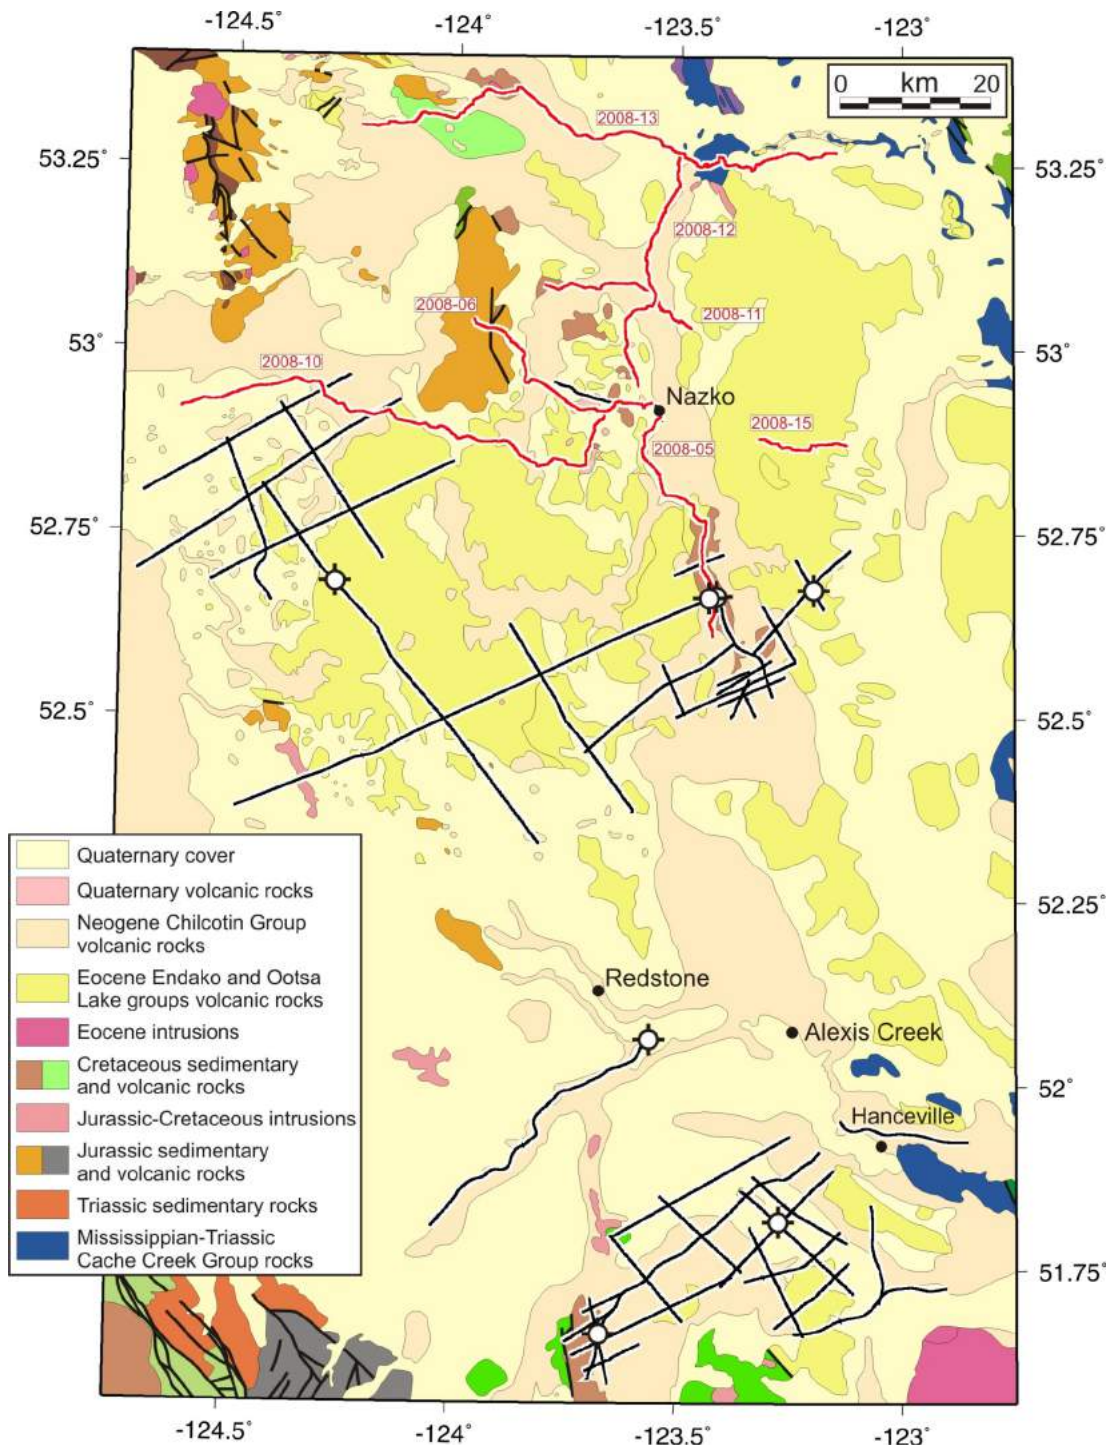 -124.5°
-124°
-123.5°
-123°
0 km 20
2008-13
53.25°
53.25°
2008-12
2008-06
2008-11
53°
53°
2008-10
Nazko
2008-15
2008-05
52.75°
52.75°
52.5°
52.5°
Quaternary cover
Quaternary volcanic rocks
Neogene Chilcotin Group
volcanic rocks
Eocene Endako and Ootsa
Lake groups volcanic rocks
Eocene intrusions
Cretaceous sedimentary
and volcanic rocks
Jurassic-Cretaceous intrusions
Jurassic sedimentary
and volcanic rocks
Triassic sedimentary rocks
Mississippian-Triassic
Cache Creek Group rocks
52.25°
Redstone
Alexis Creek
52°
Hanceville
51.75°
-124.5°
-124°
-123.5°
-123°